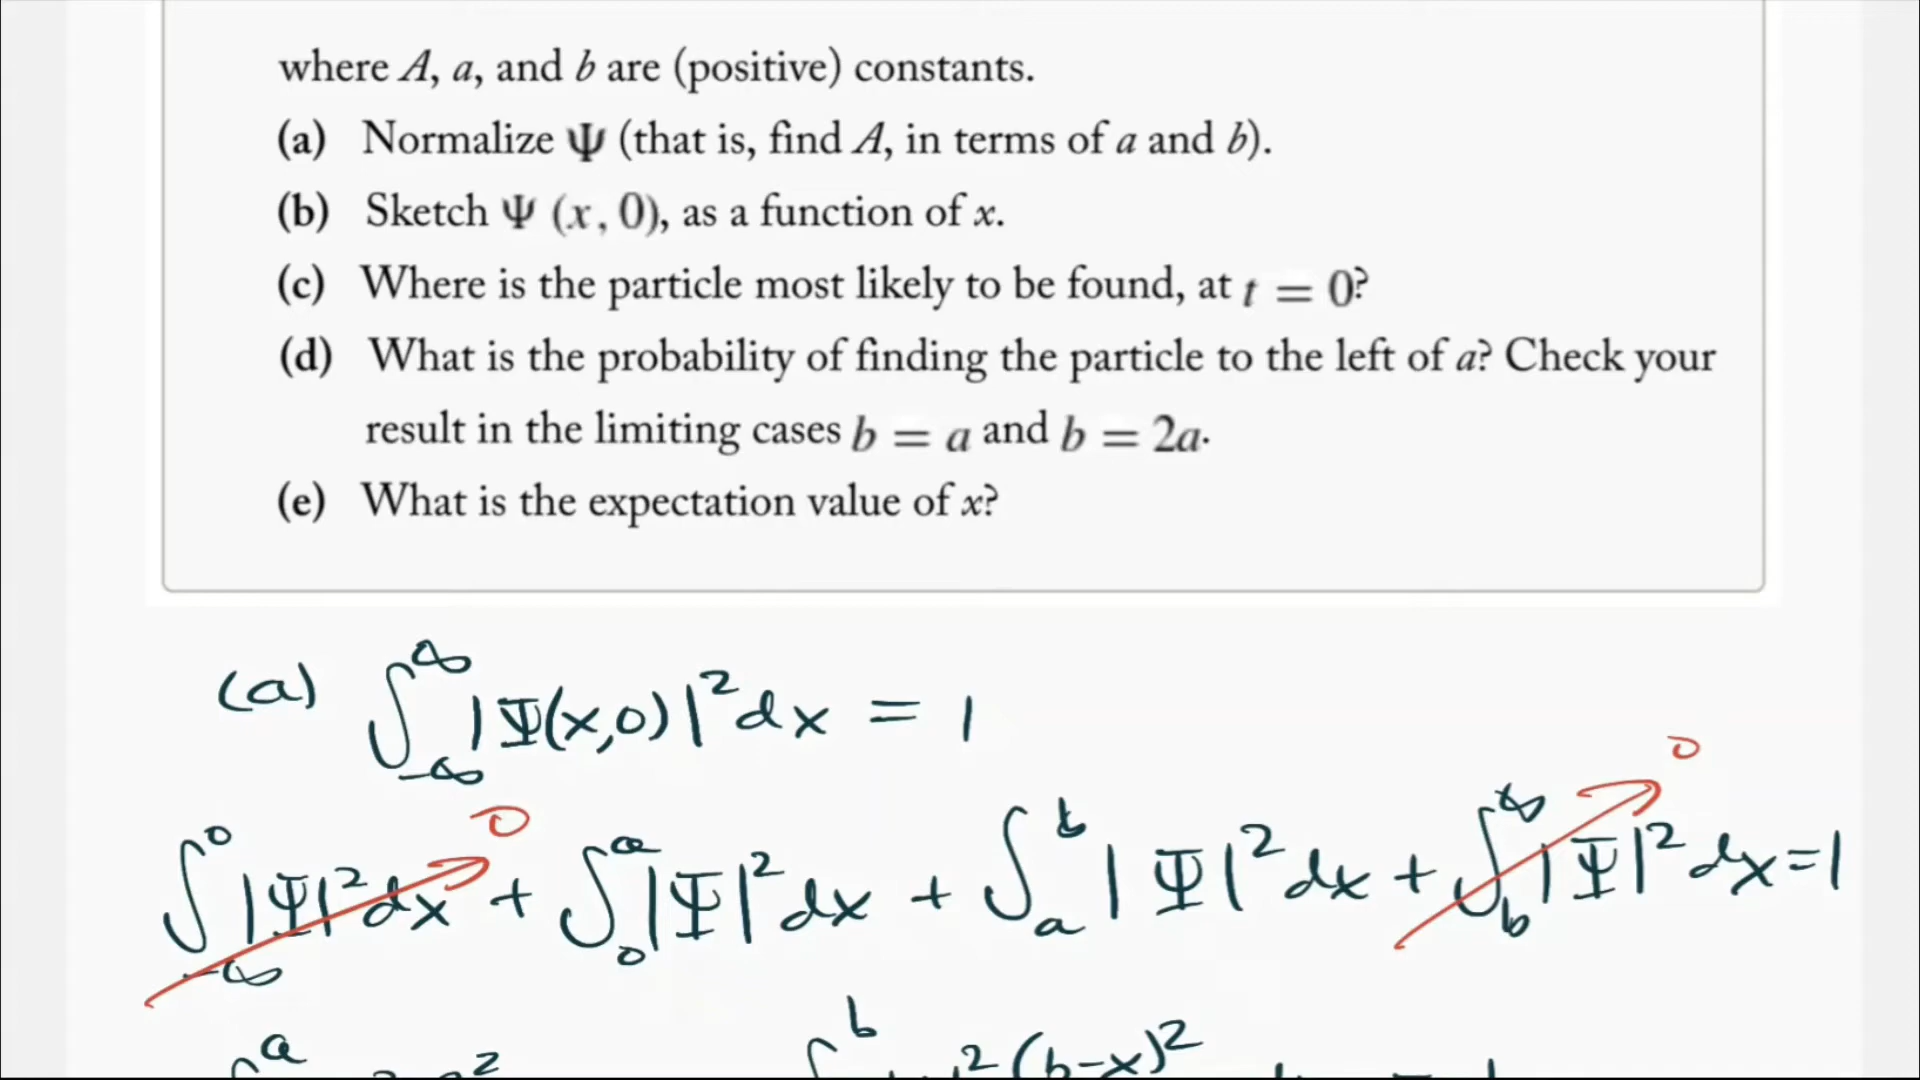 where A, a, and b are (positive) constants.
(a) Normalize Ψ (that is, find A, in terms of a and b).
(b) Sketch Ψ (x, 0), as a function of x.
(c) Where is the particle most likely to be found, at t = 0?
(d) What is the probability of finding the particle to the left of a? Check your
result in the limiting cases b = a and b = 2a.
(e) What is the expectation value of x?
(a) ∫_{-∞}^{∞} |Ψ(x,0)|² dx = 1
∫_{-∞}^{0} |Ψ|² dx → 0 + ∫_{0}^{a} |Ψ|² dx + ∫_{a}^{b} |Ψ|² dx + ∫_{b}^{∞} |Ψ|² dx → 0 = 1
a 2 b 2 (b-x)²